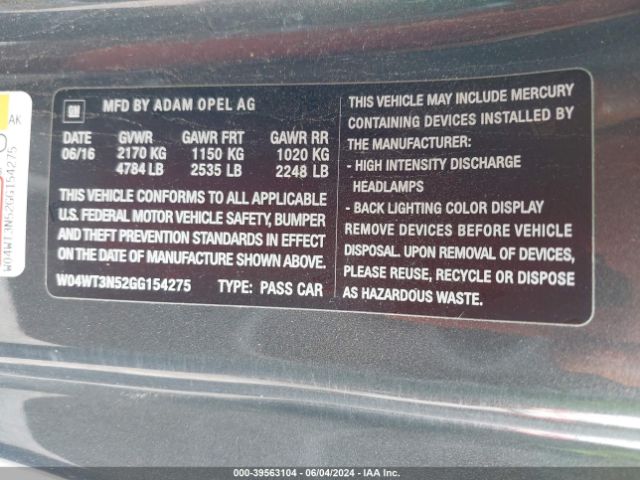 GM MFD BY ADAM OPEL AG
DATE GVWR GAWR FRT GAWR RR
06/16 2170 KG 1150 KG 1020 KG
4784 LB 2535 LB 2248 LB
THIS VEHICLE CONFORMS TO ALL APPLICABLE
U.S. FEDERAL MOTOR VEHICLE SAFETY, BUMPER
AND THEFT PREVENTION STANDARDS IN EFFECT
ON THE DATE OF MANUFACTURE SHOWN ABOVE.
W04WT3N52GG154275 TYPE: PASS CAR
THIS VEHICLE MAY INCLUDE MERCURY
CONTAINING DEVICES INSTALLED BY
THE MANUFACTURER:
- HIGH INTENSITY DISCHARGE
HEADLAMPS
- BACK LIGHTING COLOR DISPLAY
REMOVE DEVICES BEFORE VEHICLE
DISPOSAL. UPON REMOVAL OF DEVICES,
PLEASE REUSE, RECYCLE OR DISPOSE
AS HAZARDOUS WASTE.
AK
W04WT3N52GG154275
000-39563104 - 06/04/2024 - IAA Inc.